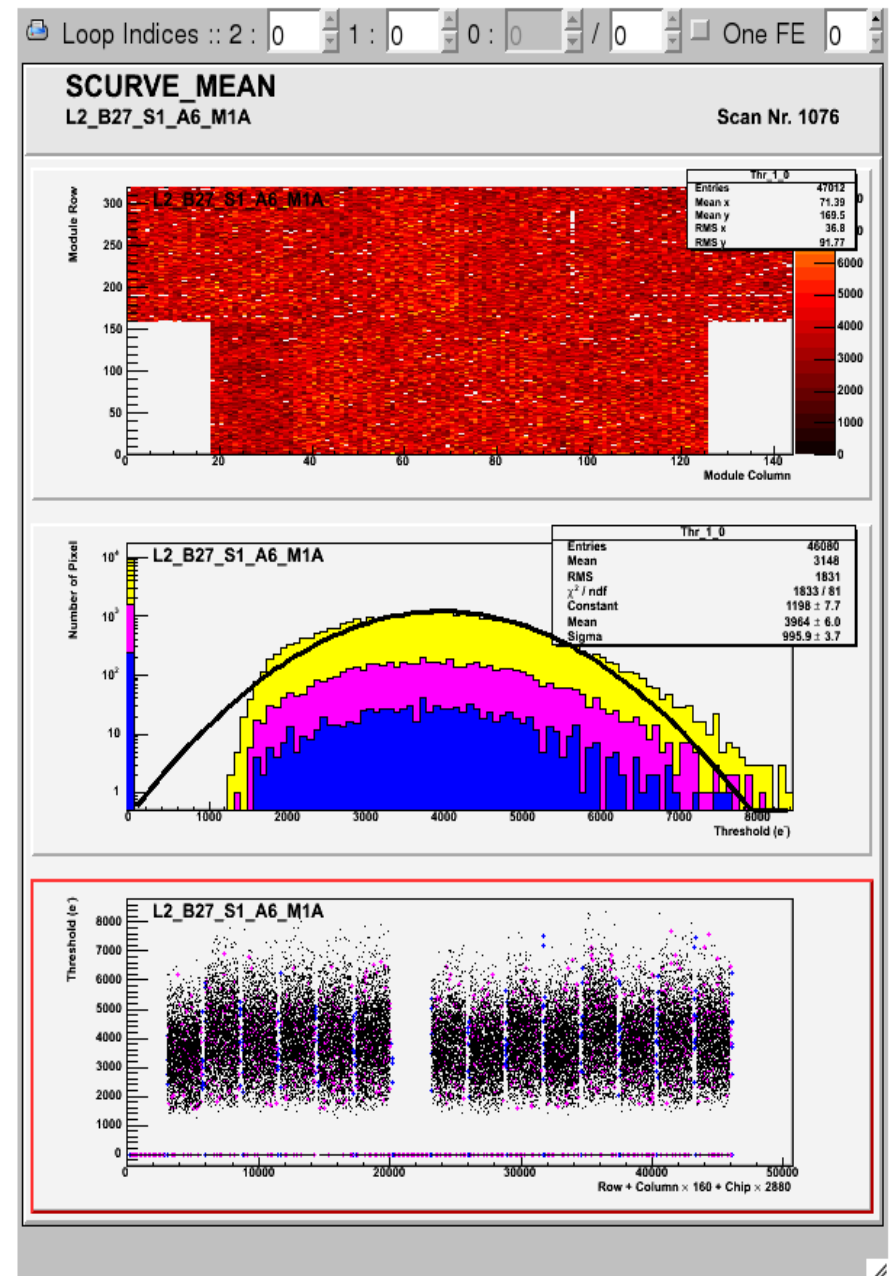 Loop Indices :: 2 : 0 1 : 0 0 : 0 / 0 One FE 0
SCURVE_MEAN
L2_B27_S1_A6_M1A Scan Nr. 1076
L2_B27_S1_A6_M1A
Module Row
300
250
200
150
100
50
0
0 20 40 60 80 100 120 140
Module Column
Thr_1_0
Entries 47012
Mean x 71.39
Mean y 169.5
RMS x 36.8
RMS y 91.77
6000
5000
4000
3000
2000
1000
0
L2_B27_S1_A6_M1A
Number of Pixel
10⁴
10³
10²
10
1
1000 2000 3000 4000 5000 6000 7000 8000
Threshold (e⁻)
Thr_1_0
Entries 46080
Mean 3148
RMS 1831
χ² / ndf 1833 / 81
Constant 1198 ± 7.7
Mean 3964 ± 6.0
Sigma 995.9 ± 3.7
L2_B27_S1_A6_M1A
Threshold (e⁻)
8000
7000
6000
5000
4000
3000
2000
1000
0
0 10000 20000 30000 40000 50000
Row + Column × 160 + Chip × 2880